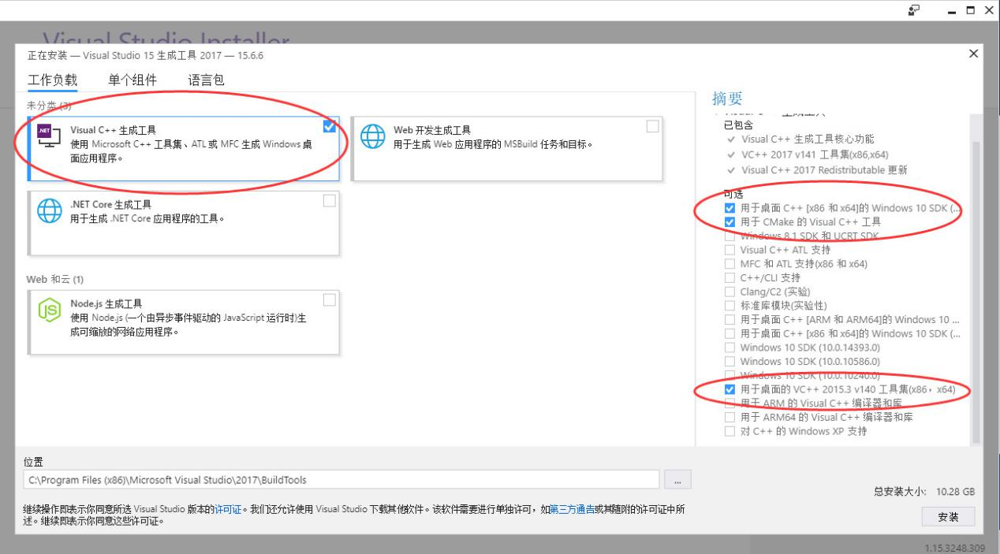 Visual Studio Installer
正在安装 — Visual Studio 15 生成工具 2017 — 15.6.6
工作负载 单个组件 语言包
未分类 (3)
.NET
Visual C++ 生成工具
使用 Microsoft C++ 工具集、ATL 或 MFC 生成 Windows 桌
面应用程序。
Web 开发生成工具
用于生成 Web 应用程序的 MSBuild 任务和目标。
.NET Core 生成工具
用于生成 .NET Core 应用程序的工具。
Web 和云 (1)
JS
Node.js 生成工具
使用 Node.js (一个由异步事件驱动的 JavaScript 运行时)生
成可缩放的网络应用程序。
摘要
Visual C++ 生成工具
已包含
Visual C++ 生成工具核心功能
VC++ 2017 v141 工具集(x86,x64)
Visual C++ 2017 Redistributable 更新
可选
用于桌面 C++ [x86 和 x64]的 Windows 10 SDK (...
用于 CMake 的 Visual C++ 工具
Windows 8.1 SDK 和 UCRT SDK
Visual C++ ATL 支持
MFC 和 ATL 支持(x86 和 x64)
C++/CLI 支持
Clang/C2 (实验)
标准库模块(实验性)
用于桌面 C++ [ARM 和 ARM64]的 Windows 10 ...
用于桌面 C++ [x86 和 x64]的 Windows 10 SDK (...
Windows 10 SDK (10.0.14393.0)
Windows 10 SDK (10.0.10586.0)
Windows 10 SDK (10.0.10240.0)
用于桌面的 VC++ 2015.3 v140 工具集(x86，x64)
用于 ARM 的 Visual C++ 编译器和库
用于 ARM64 的 Visual C++ 编译器和库
对 C++ 的 Windows XP 支持
位置
C:\Program Files (x86)\Microsoft Visual Studio\2017\BuildTools
...
总安装大小: 10.28 GB
继续操作即表示你同意所选 Visual Studio 版本的许可证。我们还允许使用 Visual Studio 下载其他软件。该软件需要进行单独许可，如第三方通告或其随附的许可证中所
述。继续即表示你同意这些许可证。
安装
1.15.3248.309